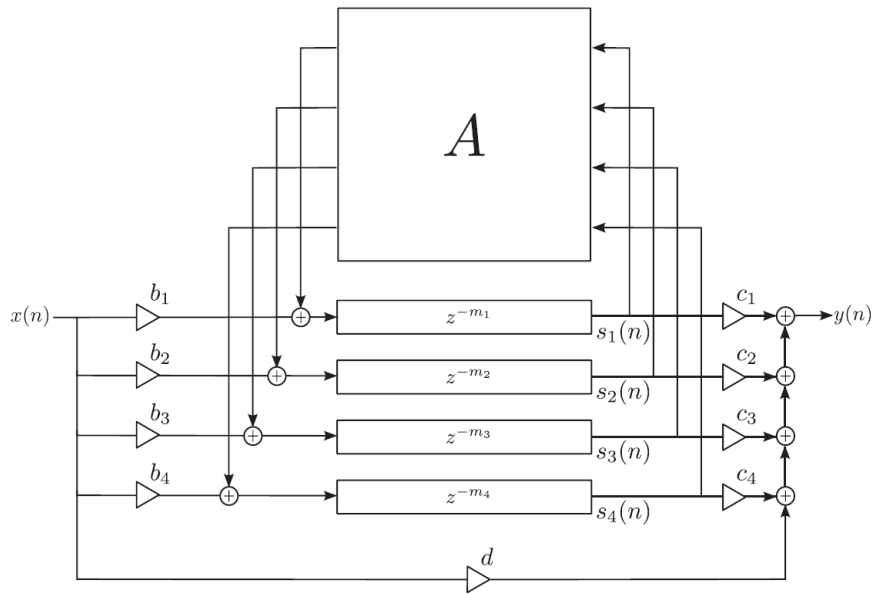 A
x(n) b₁ z⁻ᵐ¹ s₁(n) c₁ y(n)
b₂ z⁻ᵐ² s₂(n) c₂
b₃ z⁻ᵐ³ s₃(n) c₃
b₄ z⁻ᵐ⁴ s₄(n) c₄
d